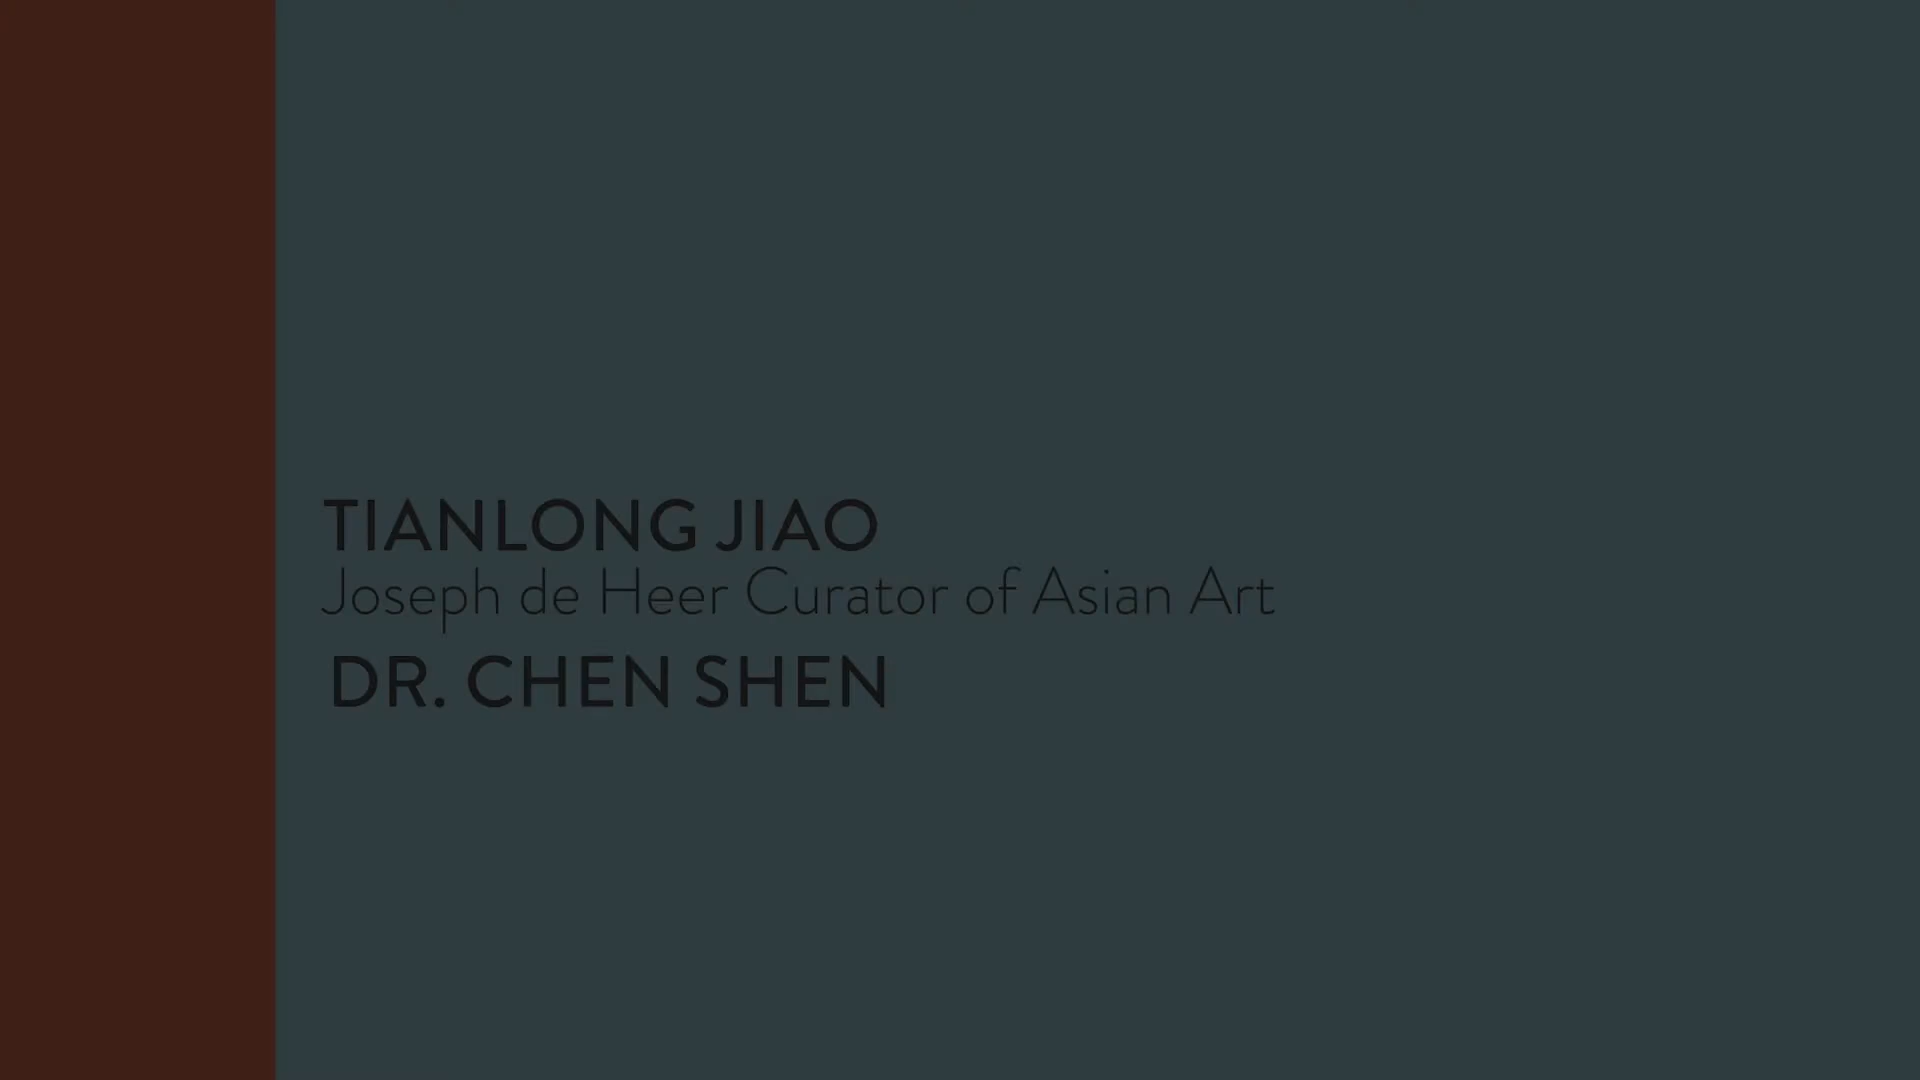 TIANLONG JIAO
Joseph de Heer Curator of Asian Art
DR. CHEN SHEN